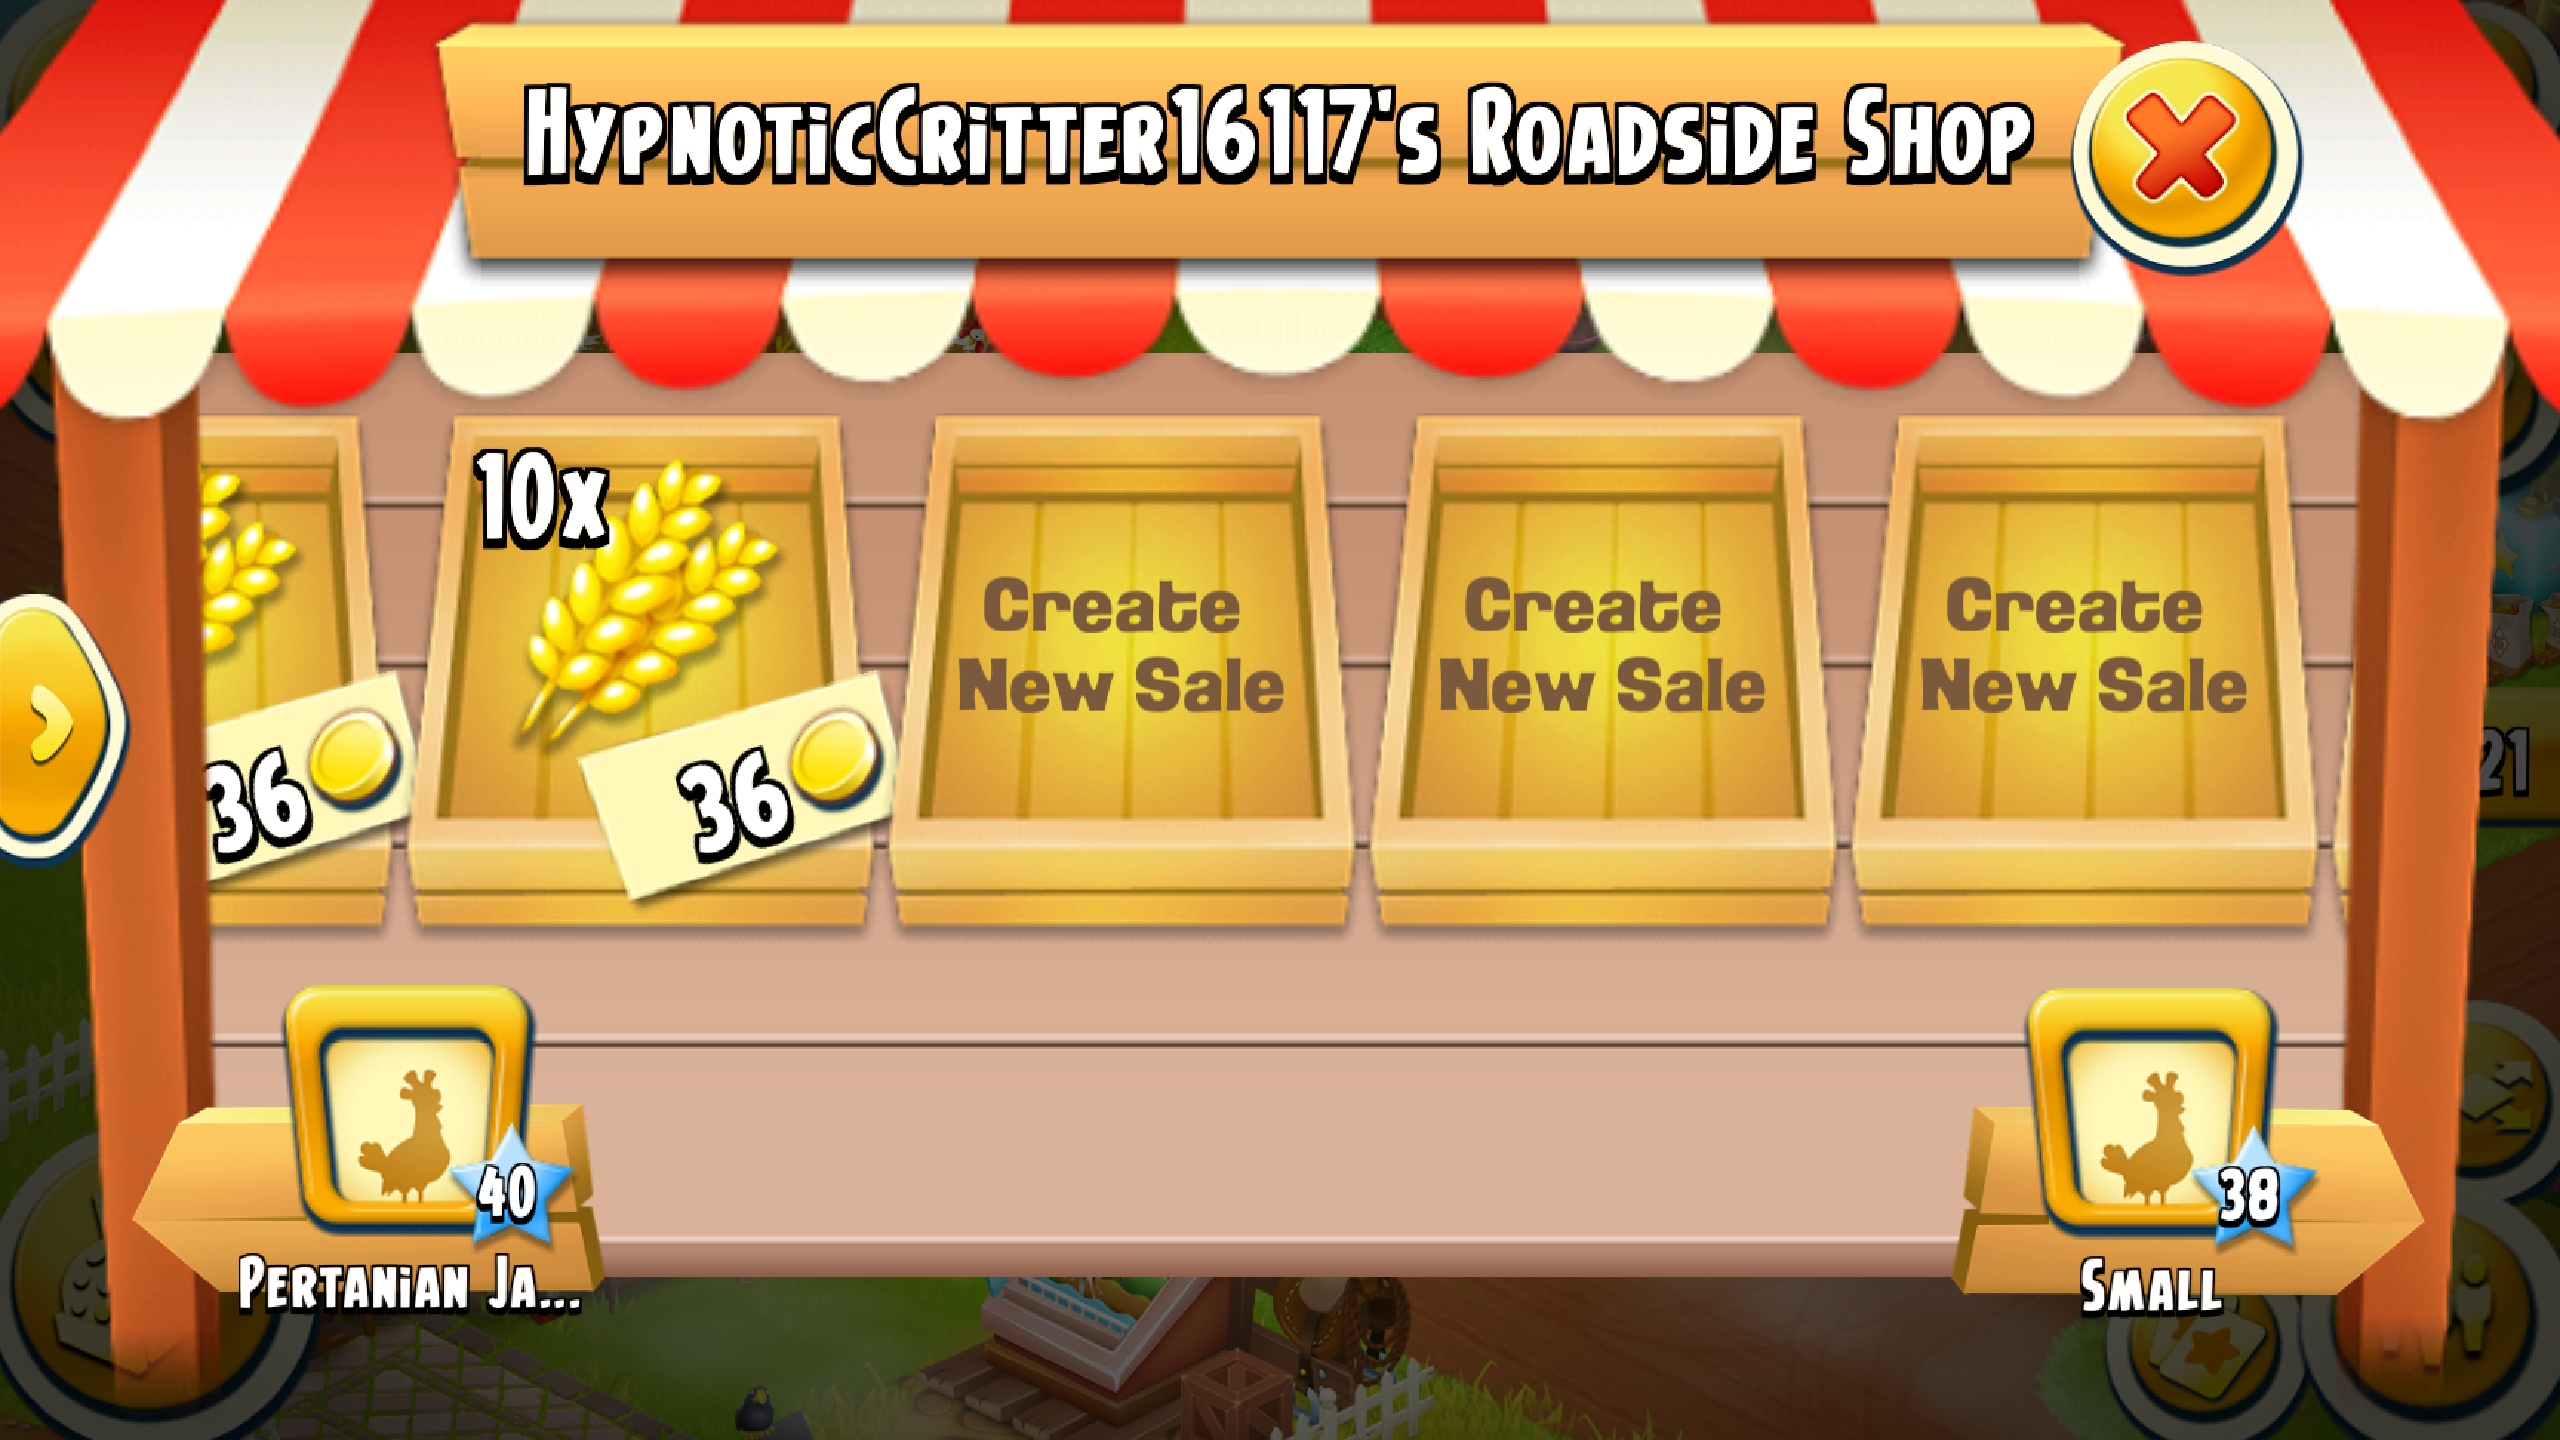 HypnoticCritter16117's Roadside Shop
10x
Create
New Sale
Create
New Sale
Create
New Sale
36
36
21
40
38
Pertanian Ja...
Small